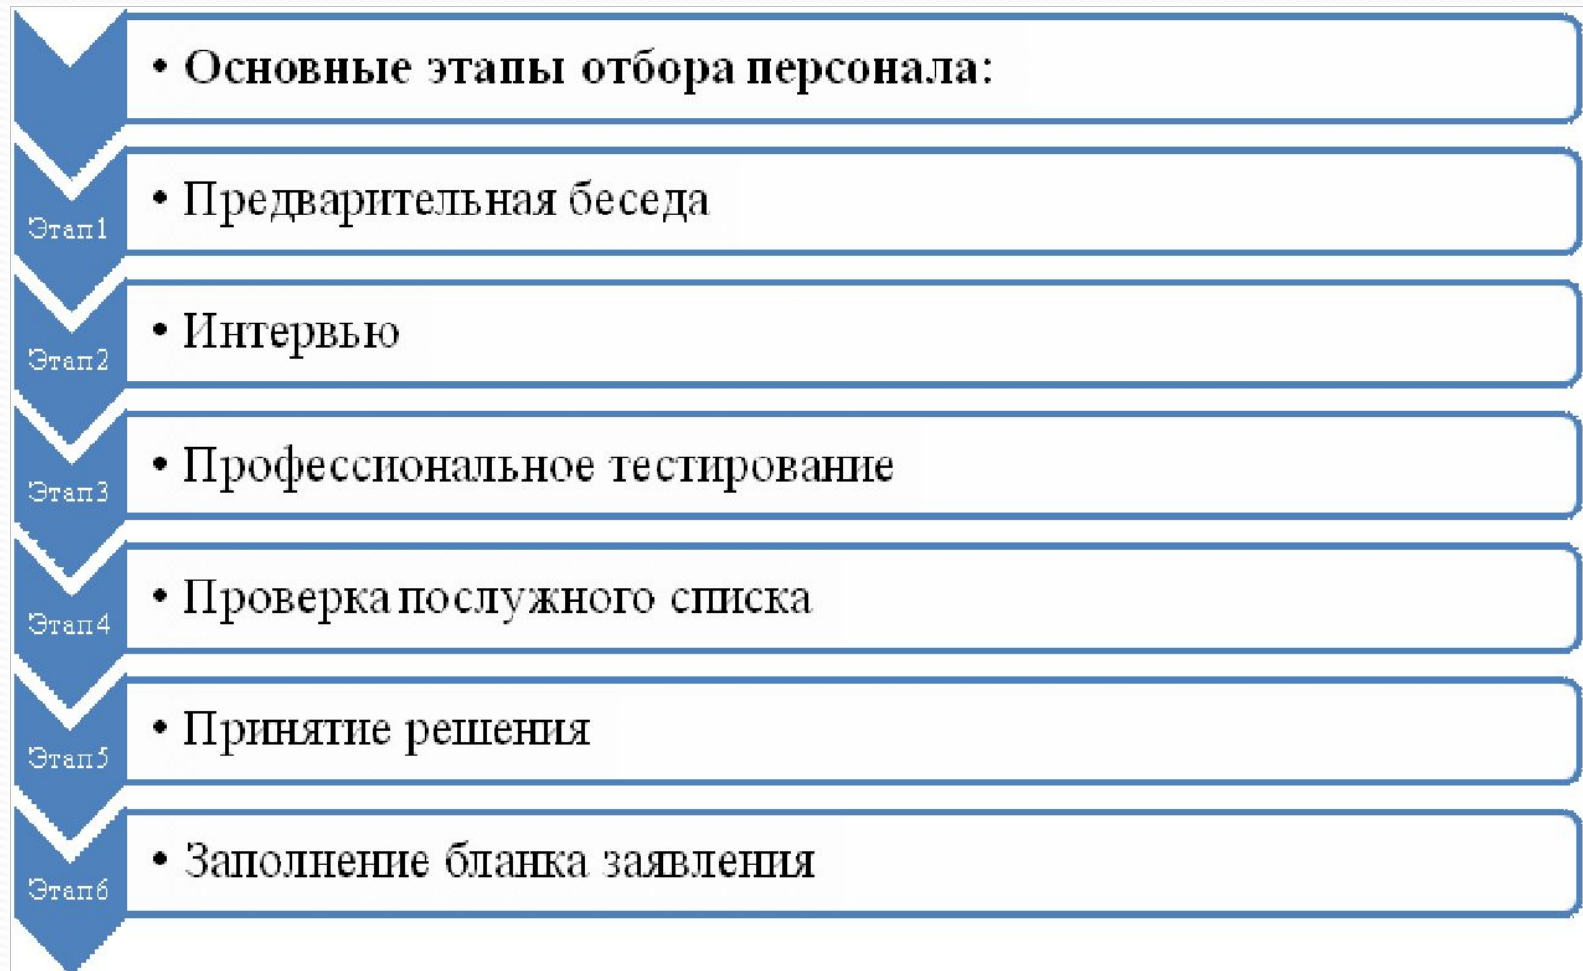 • Основные этапы отбора персонала:
Этап1
• Предварительная беседа
Этап2
• Интервью
Этап3
• Профессиональное тестирование
Этап4
• Проверка послужного списка
Этап5
• Принятие решения
Этап6
• Заполнение бланка заявления